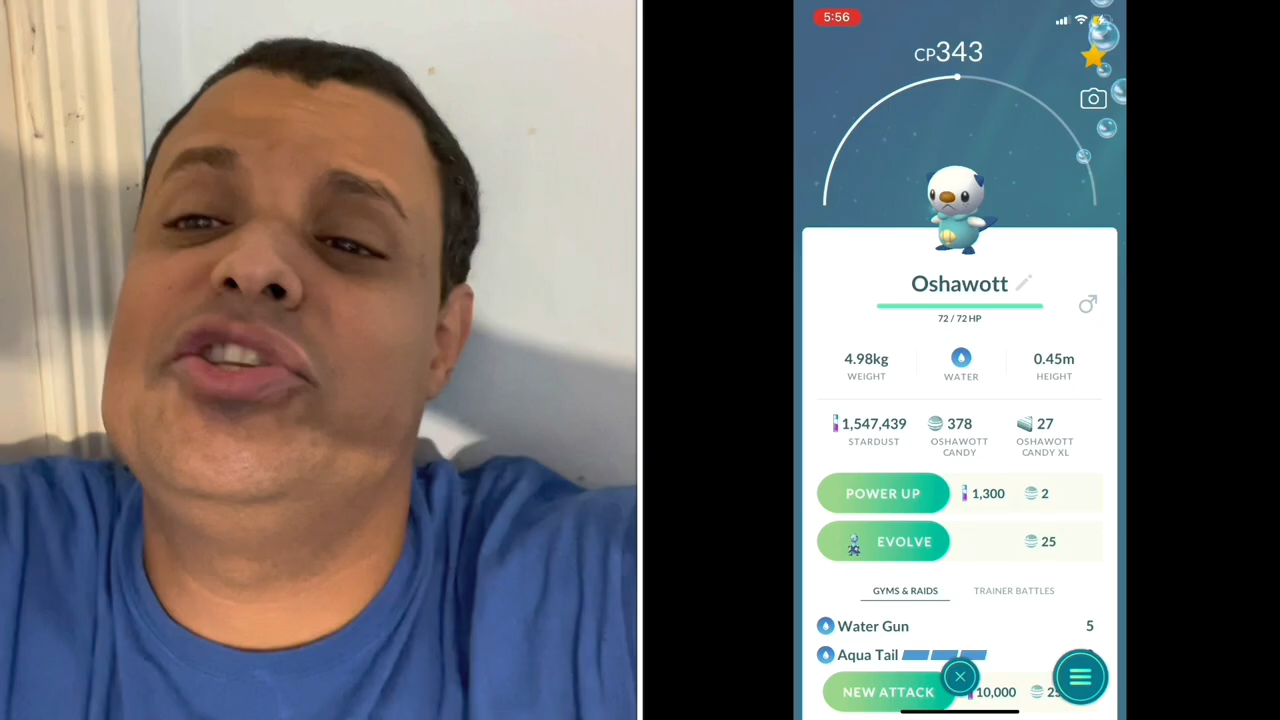 5:56
CP343
Oshawott
72 / 72 HP
4.98kg
WEIGHT
WATER
0.45m
HEIGHT
1,547,439
STARDUST
378
OSHAWOTT
CANDY
27
OSHAWOTT
CANDY XL
POWER UP 1,300 2
EVOLVE 25
GYMS & RAIDS TRAINER BATTLES
Water Gun 5
Aqua Tail
NEW ATTACK 10,000